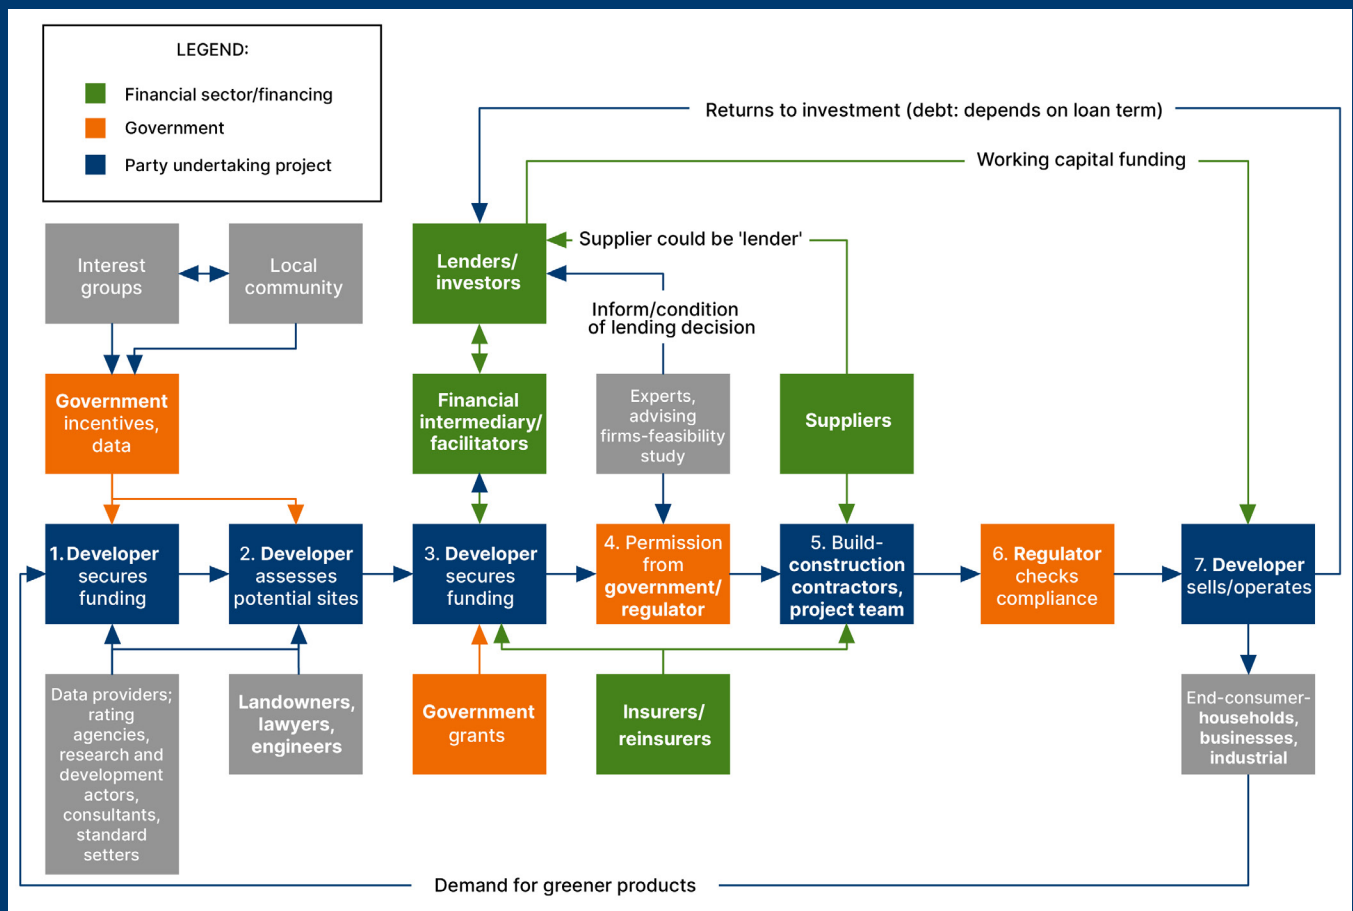 LEGEND:
Financial sector/financing
Government
Party undertaking project
Returns to investment (debt: depends on loan term)
Working capital funding
Supplier could be 'lender'
Interest
groups
Local
community
Lenders/
investors
Inform/condition
of lending decision
Government
incentives,
data
Financial
intermediary/
facilitators
Experts,
advising
firms-feasibility
study
Suppliers
1. Developer
secures
funding
2. Developer
assesses
potential sites
3. Developer
secures
funding
4. Permission
from
government/
regulator
5. Build-
construction
contractors,
project team
6. Regulator
checks
compliance
7. Developer
sells/operates
Data providers;
rating
agencies,
research and
development
actors,
consultants,
standard
setters
Landowners,
lawyers,
engineers
Government
grants
Insurers/
reinsurers
End-consumer-
households,
businesses,
industrial
Demand for greener products